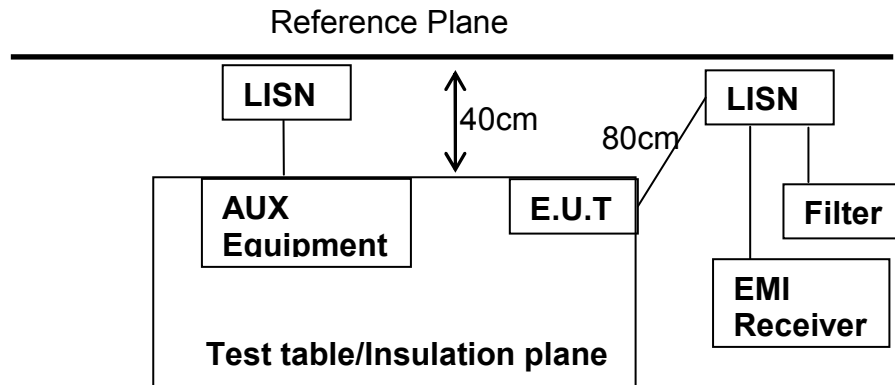 Reference Plane
LISN
40cm
80cm
LISN
AUX
Equipment
E.U.T
Filter
EMI
Receiver
Test table/Insulation plane